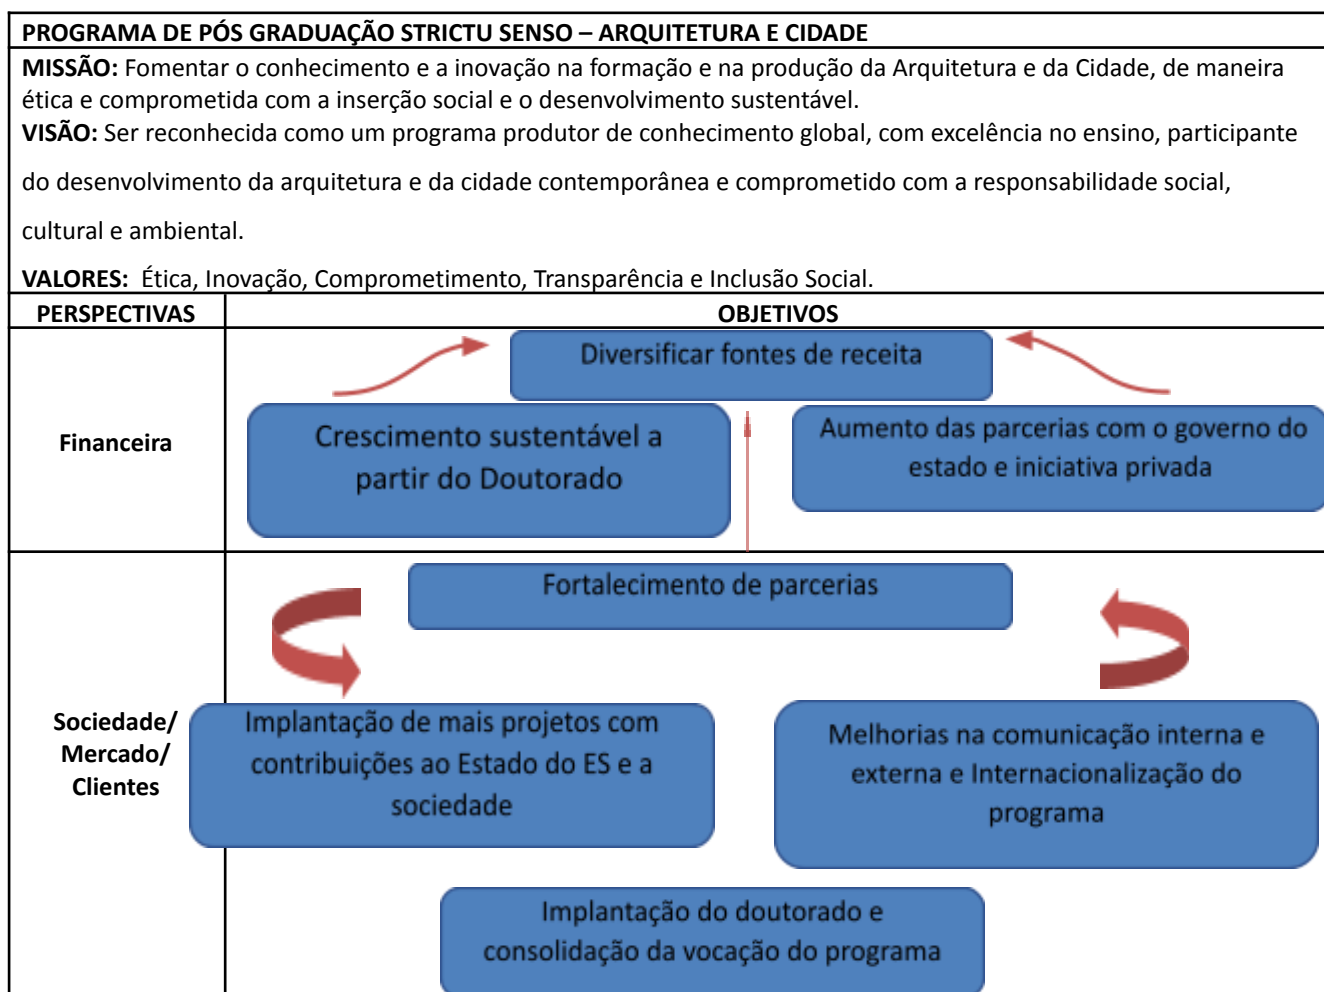 PROGRAMA DE PÓS GRADUAÇÃO STRICTU SENSO – ARQUITETURA E CIDADE
MISSÃO: Fomentar o conhecimento e a inovação na formação e na produção da Arquitetura e da Cidade, de maneira
ética e comprometida com a inserção social e o desenvolvimento sustentável.
VISÃO: Ser reconhecida como um programa produtor de conhecimento global, com excelência no ensino, participante
do desenvolvimento da arquitetura e da cidade contemporânea e comprometido com a responsabilidade social,
cultural e ambiental.
VALORES: Ética, Inovação, Comprometimento, Transparência e Inclusão Social.
PERSPECTIVAS
OBJETIVOS
Financeira
Diversificar fontes de receita
Crescimento sustentável a
partir do Doutorado
Aumento das parcerias com o governo do
estado e iniciativa privada
Sociedade/
Mercado/
Clientes
Fortalecimento de parcerias
Implantação de mais projetos com
contribuições ao Estado do ES e a
sociedade
Melhorias na comunicação interna e
externa e Internacionalização do
programa
Implantação do doutorado e
consolidação da vocação do programa